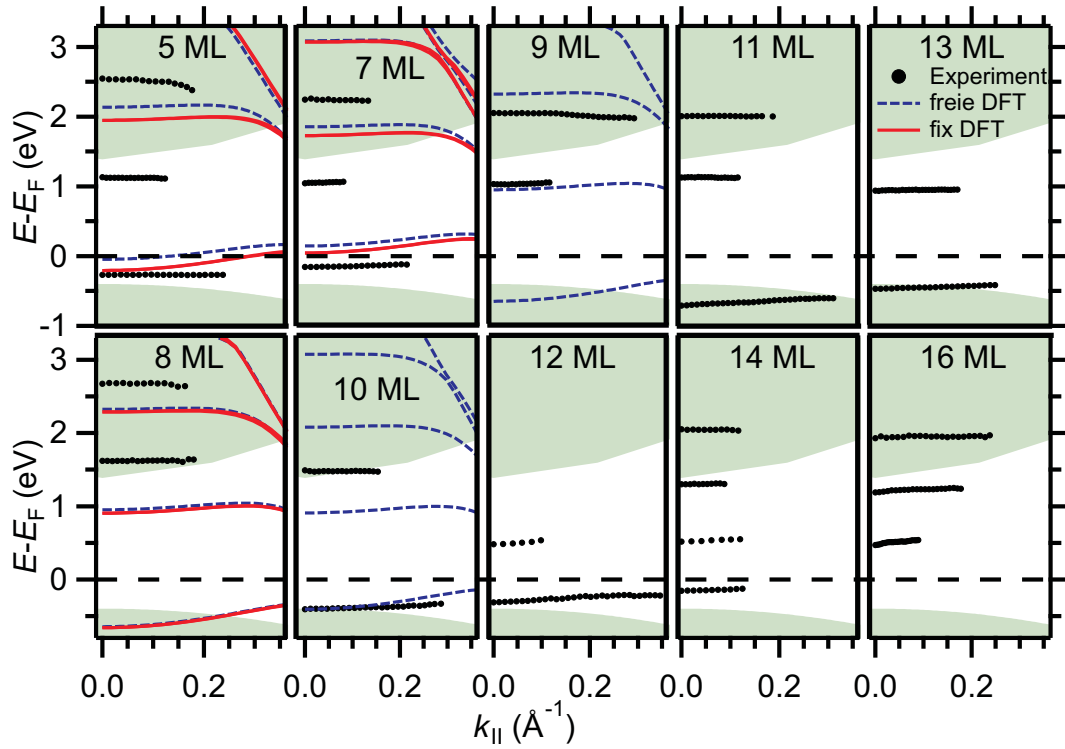 5 ML
7 ML
9 ML
11 ML
13 ML
Experiment
freie DFT
fix DFT
3
2
1
0
-1
E-E_F (eV)
8 ML
10 ML
12 ML
14 ML
16 ML
3
2
1
0
E-E_F (eV)
0.0 0.2 0.0 0.2 0.0 0.2 0.0 0.2 0.0 0.2
k_|| (Å⁻¹)